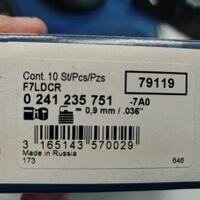 Cont. 10 St/Pcs/Pzs
79119
F7LDCR
0 241 235 751 -7A0
= 0,9 mm / .036"
3 165143 570029 >
Made in Russia
173 646